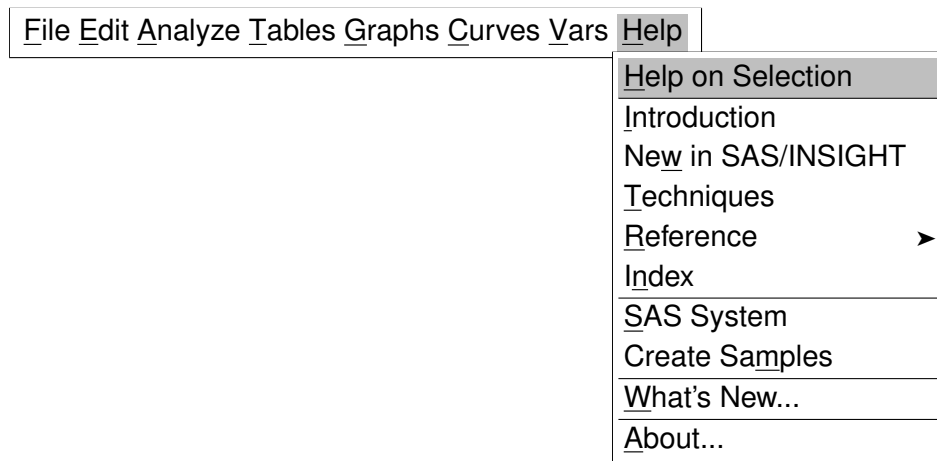 File Edit Analyze Tables Graphs Curves Vars Help
Help on Selection
Introduction
New in SAS/INSIGHT
Techniques
Reference ➤
Index
SAS System
Create Samples
What's New...
About...